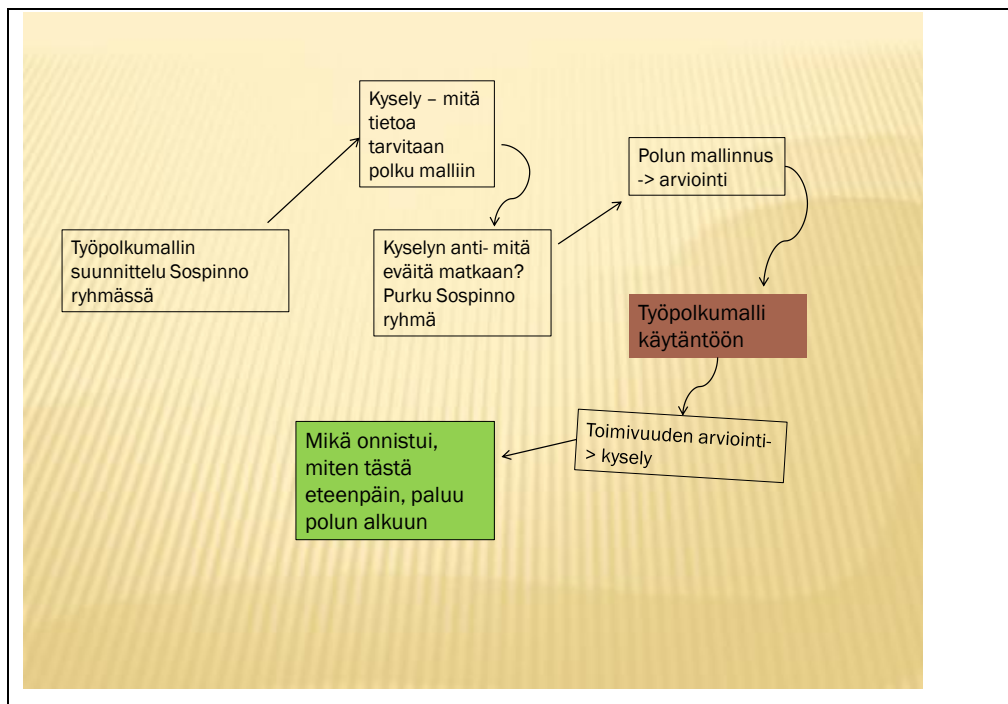 Työpolkumallin
suunnittelu Sospinno
ryhmässä
Kysely – mitä
tietoa
tarvitaan
polku malliin
Kyselyn anti- mitä
eväitä matkaan?
Purku Sospinno
ryhmä
Polun mallinnus
-> arviointi
Työpolkumalli
käytäntöön
Toimivuuden arviointi-
> kysely
Mikä onnistui,
miten tästä
eteenpäin, paluu
polun alkuun